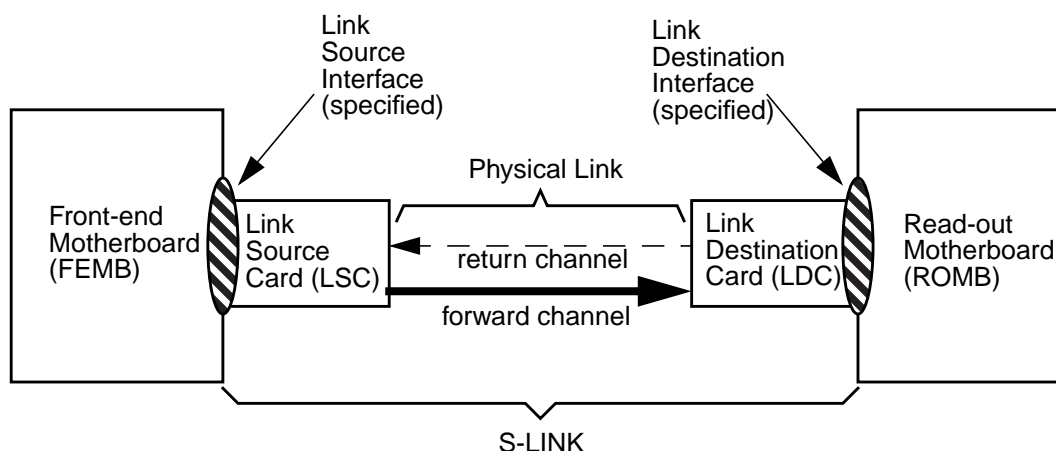 Link
Source
Interface
(specified)
Link
Destination
Interface
(specified)
Physical Link
Front-end
Motherboard
(FEMB)
Link
Source
Card (LSC)
return channel
forward channel
Link
Destination
Card (LDC)
Read-out
Motherboard
(ROMB)
S-LINK